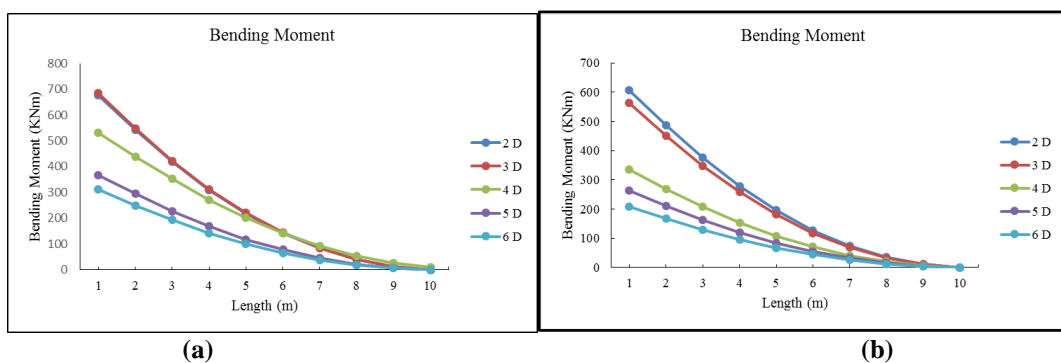 Bending Moment
Bending Moment (KNm)
800
700
600
500
400
300
200
100
0
1 2 3 4 5 6 7 8 9 10
Length (m)
2 D
3 D
4 D
5 D
6 D
(a)
Bending Moment
Bending Moment (KNm)
700
600
500
400
300
200
100
0
1 2 3 4 5 6 7 8 9 10
Length (m)
2 D
3 D
4 D
5 D
6 D
(b)